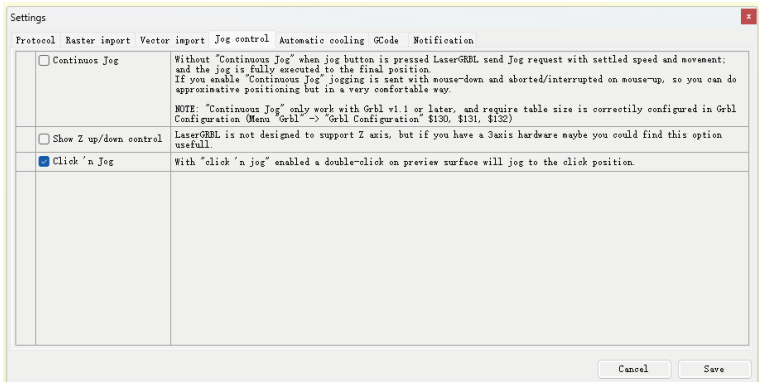 Settings
x
Protocol Raster import Vector import Jog control Automatic cooling GCode Notification
Continuos Jog
Without "Continuous Jog" when jog button is pressed LaserGRBL send Jog request with settled speed and movement;
and the jog is fully executed to the final position.
If you enable "Continuous Jog" jogging is sent with mouse-down and aborted/interrupted on mouse-up, so you can do
approximative positioning but in a very comfortable way.
NOTE: "Continuous Jog" only work with Grbl v1.1 or later, and require table size is correctily configured in Grbl
Configuration (Menu "Grbl" -> "Grbl Configuration" $130, $131, $132)
Show Z up/down control
LaserGRBL is not designed to support Z axis, but if you have a 3axis hardware maybe you could find this option
usefull.
Click 'n Jog
With "click 'n jog" enabled a double-click on preview surface will jog to the click position.
Cancel Save